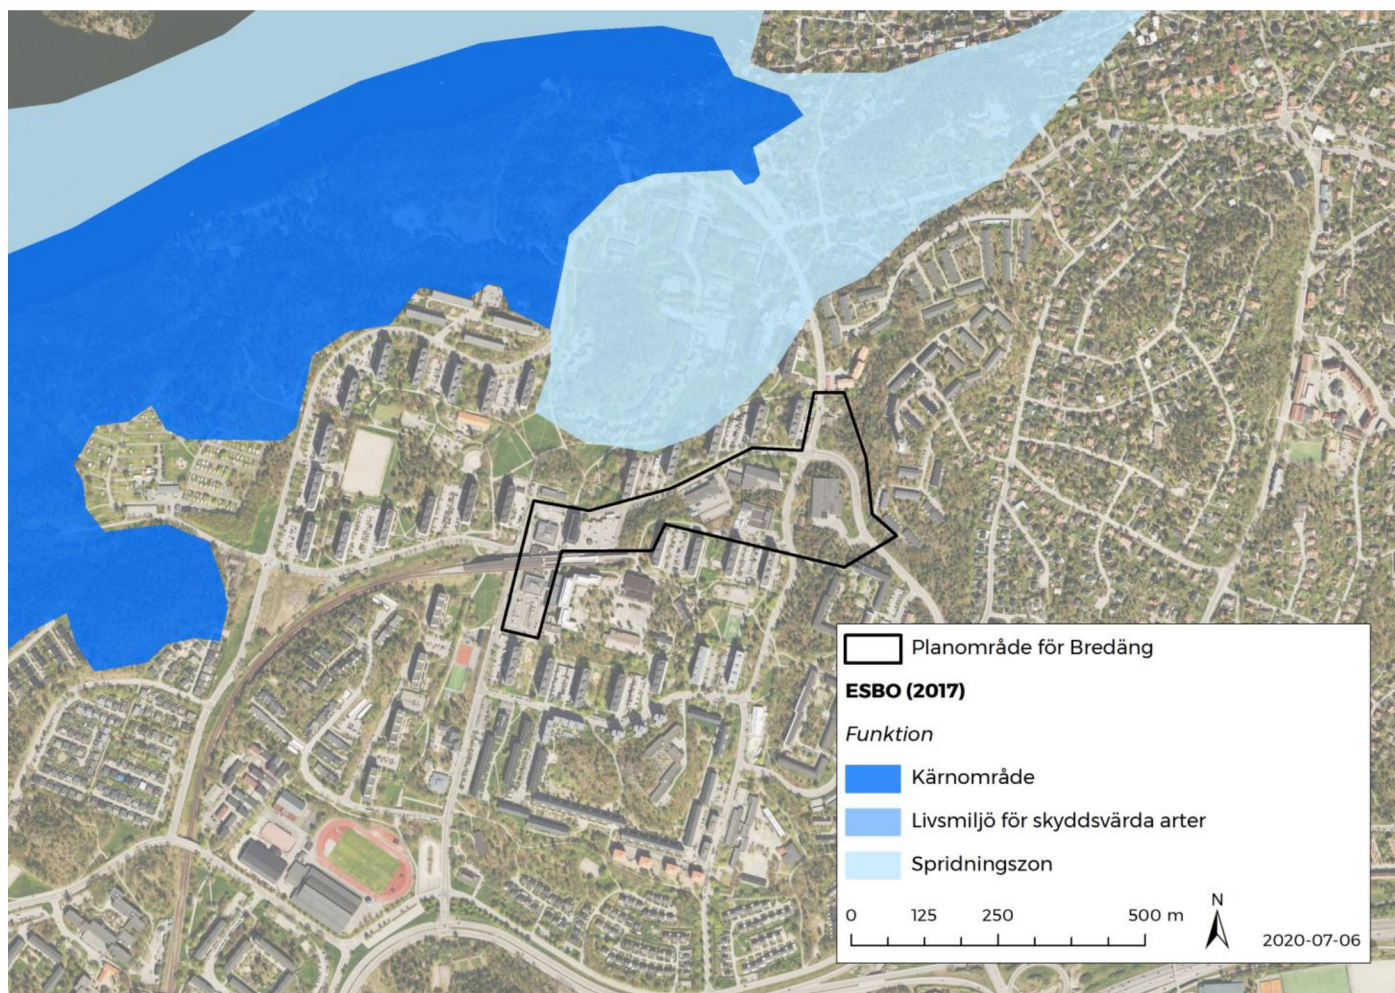 Planområde för Bredäng
ESBO (2017)
Funktion
Kärnområde
Livsmiljö för skyddsvärda arter
Spridningszon
0 125 250 500 m
N
2020-07-06